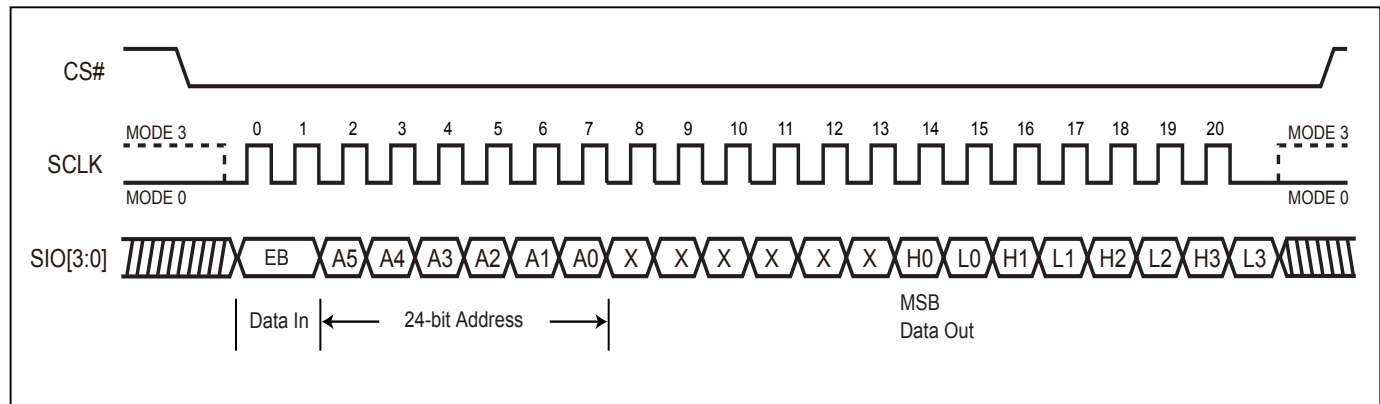 CS#
MODE 3 0 1 2 3 4 5 6 7 8 9 10 11 12 13 14 15 16 17 18 19 20 MODE 3
SCLK
MODE 0 MODE 0
SIO[3:0] EB A5 A4 A3 A2 A1 A0 X X X X X X H0 L0 H1 L1 H2 L2 H3 L3
Data In 24-bit Address MSB
Data Out